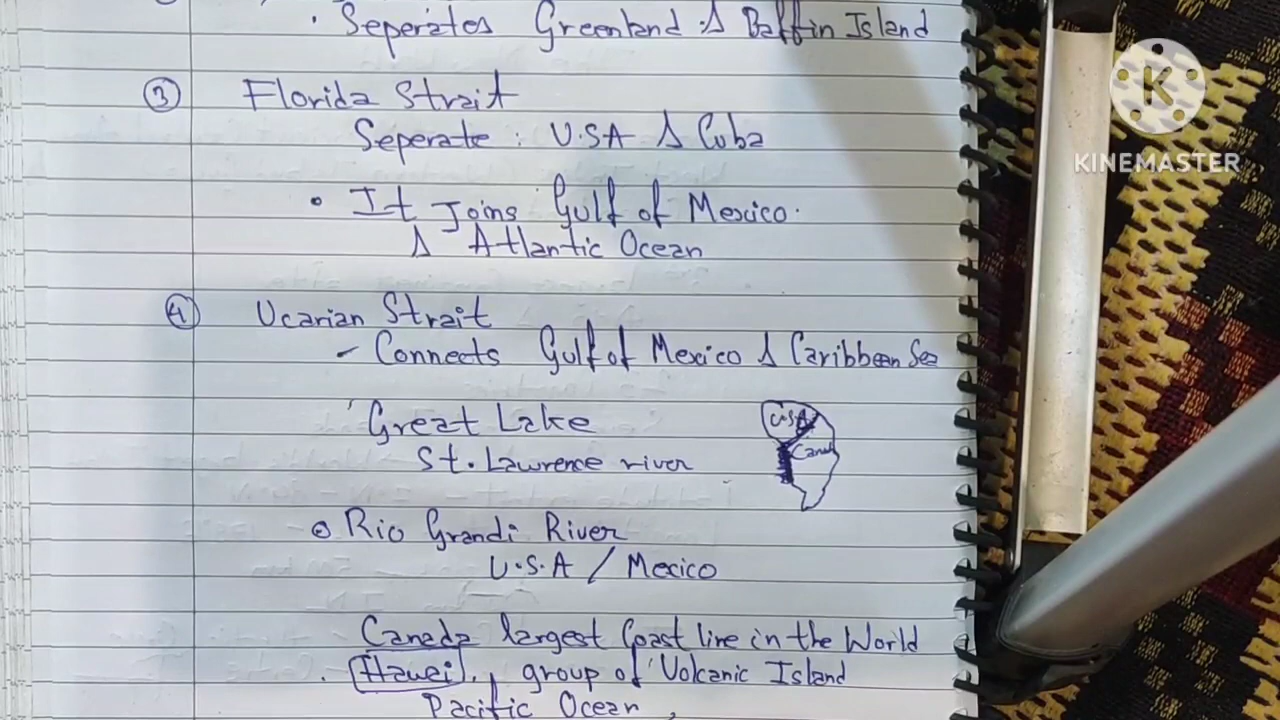 · Seperates Greenland & Baffin Island
③ Florida Strait
Seperate : U.S.A & Cuba
• It Joins Gulf of Mexico.
& Atlantic Ocean
④ Ucarian Strait
- Connects Gulf of Mexico & Caribbean Sea
Great Lake
St. Lawrence river
U.S.A
Cana
⊙ Rio Grandi River
U.S.A / Mexico
Canada largest Coast line in the World
. Hawei, group of Volcanic Island
Pacific Ocean,
K
KINEMASTER